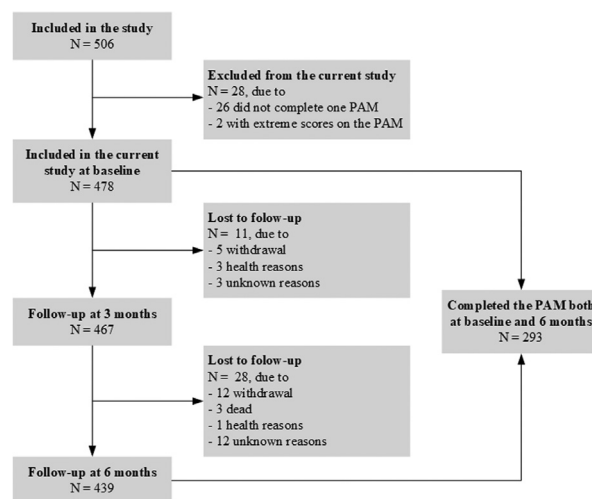 Included in the study
N = 506
Excluded from the current study
N = 28, due to
- 26 did not complete one PAM
- 2 with extreme scores on the PAM
Included in the current
study at baseline
N = 478
Lost to folow-up
N = 11, due to
- 5 withdrawal
- 3 health reasons
- 3 unknown reasons
Follow-up at 3 months
N = 467
Completed the PAM both
at baseline and 6 months
N = 293
Lost to folow-up
N = 28, due to
- 12 withdrawal
- 3 dead
- 1 health reasons
- 12 unknown reasons
Follow-up at 6 months
N = 439